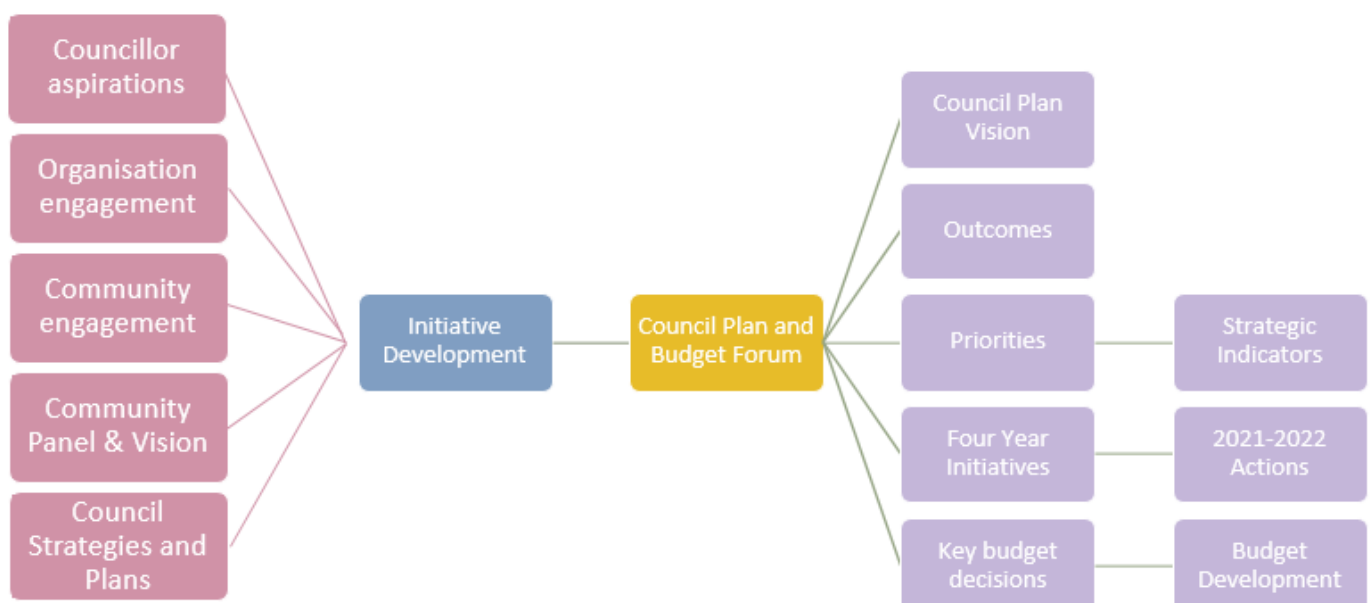 Councillor
aspirations
Organisation
engagement
Community
engagement
Community
Panel & Vision
Council
Strategies and
Plans
Initiative
Development
Council Plan and
Budget Forum
Council Plan
Vision
Outcomes
Priorities
Strategic
Indicators
Four Year
Initiatives
2021-2022
Actions
Key budget
decisions
Budget
Development